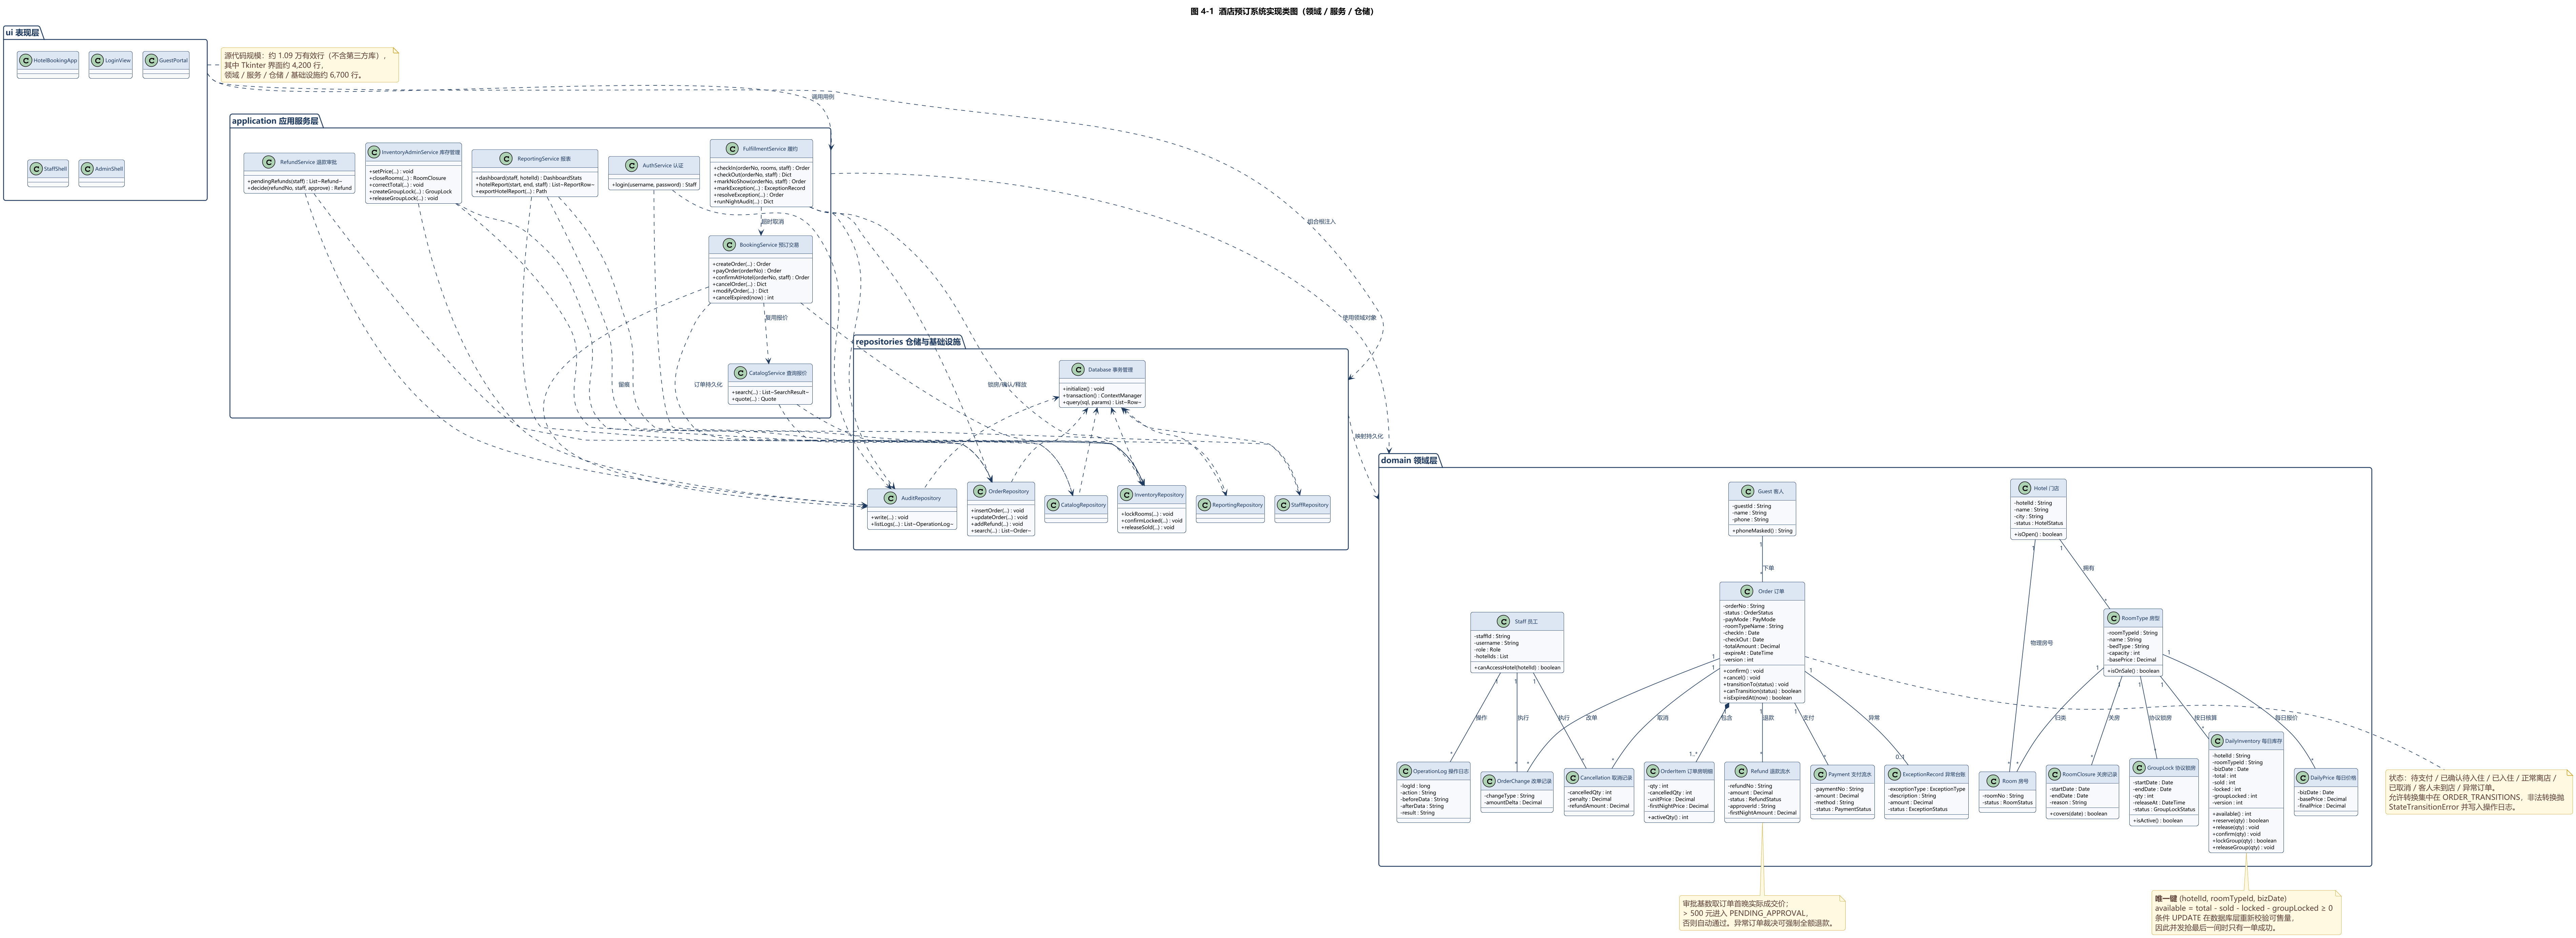 图 4-1 酒店预订系统实现类图（领域 / 服务 / 仓储）
ui 表现层
HotelBookingApp
LoginView
GuestPortal
StaffShell
AdminShell
源代码规模：约 1.09 万有效行（不含第三方库），
其中 Tkinter 界面约 4,200 行，
领域 / 服务 / 仓储 / 基础设施约 6,700 行。
调用用例
组合根注入
application 应用服务层
RefundService 退款审批
+pendingRefunds(staff) : List~Refund~
+decide(refundNo, staff, approve) : Refund
InventoryAdminService 库存管理
+setPrice(...) : void
+closeRooms(...) : RoomClosure
+correctTotal(...) : void
+createGroupLock(...) : GroupLock
+releaseGroupLock(...) : void
ReportingService 报表
+dashboard(staff, hotelId) : DashboardStats
+hotelReport(start, end, staff) : List~ReportRow~
+exportHotelReport(...) : Path
AuthService 认证
+login(username, password) : Staff
FulfillmentService 履约
+checkIn(orderNo, rooms, staff) : Order
+checkOut(orderNo, staff) : Dict
+markNoShow(orderNo, staff) : Order
+markException(...) : ExceptionRecord
+resolveException(...) : Order
+runNightAudit(...) : Dict
超时取消
BookingService 预订交易
+createOrder(...) : Order
+payOrder(orderNo) : Order
+confirmAtHotel(orderNo, staff) : Order
+cancelOrder(...) : Dict
+modifyOrder(...) : Dict
+cancelExpired(now) : int
复用报价
CatalogService 查询报价
+search(...) : List~SearchResult~
+quote(...) : Quote
留痕
订单持久化
锁房/确认/释放
使用领域对象
映射持久化
repositories 仓储与基础设施
Database 事务管理
+initialize() : void
+transaction() : ContextManager
+query(sql, params) : List~Row~
AuditRepository
+write(...) : void
+listLogs(...) : List~OperationLog~
OrderRepository
+insertOrder(...) : void
+updateOrder(...) : void
+addRefund(...) : void
+search(...) : List~Order~
CatalogRepository
InventoryRepository
+lockRooms(...) : void
+confirmLocked(...) : void
+releaseSold(...) : void
ReportingRepository
StaffRepository
domain 领域层
Guest 客人
-guestId : String
-name : String
-phone : String
+phoneMasked() : String
1
下单
*
Hotel 门店
-hotelId : String
-name : String
-city : String
-status : HotelStatus
+isOpen() : boolean
1
1
拥有
*
物理房号
Staff 员工
-staffId : String
-username : String
-role : Role
-hotelIds : List
+canAccessHotel(hotelId) : boolean
1
1
1
操作
执行
执行
Order 订单
-orderNo : String
-status : OrderStatus
-payMode : PayMode
-roomTypeName : String
-checkIn : Date
-checkOut : Date
-totalAmount : Decimal
-expireAt : DateTime
-version : int
+confirm() : void
+cancel() : void
+transitionTo(status) : void
+canTransition(status) : boolean
+isExpiredAt(now) : boolean
1
1
1
1
1
1
改单
取消
包含
退款
支付
异常
RoomType 房型
-roomTypeId : String
-name : String
-bedType : String
-capacity : int
-basePrice : Decimal
+isOnSale() : boolean
1
1
1
1
1
归类
关房
协议锁房
按日核算
每日报价
*
*
*
*
*
1..*
*
*
0..1
*
*
*
*
*
*
OperationLog 操作日志
-logId : long
-action : String
-beforeData : String
-afterData : String
-result : String
OrderChange 改单记录
-changeType : String
-amountDelta : Decimal
Cancellation 取消记录
-cancelledQty : int
-penalty : Decimal
-refundAmount : Decimal
OrderItem 订单房明细
-qty : int
-cancelledQty : int
-unitPrice : Decimal
-firstNightPrice : Decimal
+activeQty() : int
Refund 退款流水
-refundNo : String
-amount : Decimal
-status : RefundStatus
-approverId : String
-firstNightAmount : Decimal
Payment 支付流水
-paymentNo : String
-amount : Decimal
-method : String
-status : PaymentStatus
ExceptionRecord 异常台账
-exceptionType : ExceptionType
-description : String
-amount : Decimal
-status : ExceptionStatus
Room 房号
-roomNo : String
-status : RoomStatus
RoomClosure 关房记录
-startDate : Date
-endDate : Date
-reason : String
+covers(date) : boolean
GroupLock 协议锁房
-startDate : Date
-endDate : Date
-qty : int
-releaseAt : DateTime
-status : GroupLockStatus
+isActive() : boolean
DailyInventory 每日库存
-hotelId : String
-roomTypeId : String
-bizDate : Date
-total : int
-sold : int
-locked : int
-groupLocked : int
-version : int
+available() : int
+reserve(qty) : boolean
+release(qty) : void
+confirm(qty) : void
+lockGroup(qty) : boolean
+releaseGroup(qty) : void
DailyPrice 每日价格
-bizDate : Date
-basePrice : Decimal
-finalPrice : Decimal
状态：待支付 / 已确认待入住 / 已入住 / 正常离店 /
已取消 / 客人未到店 / 异常订单。
允许转换集中在 ORDER_TRANSITIONS，非法转换抛
StateTransitionError 并写入操作日志。
审批基数取订单首晚实际成交价；
> 500 元进入 PENDING_APPROVAL，
否则自动通过。异常订单裁决可强制全额退款。
唯一键 (hotelId, roomTypeId, bizDate)
available = total - sold - locked - groupLocked ≥ 0
条件 UPDATE 在数据库层重新校验可售量，
因此并发抢最后一间时只有一单成功。